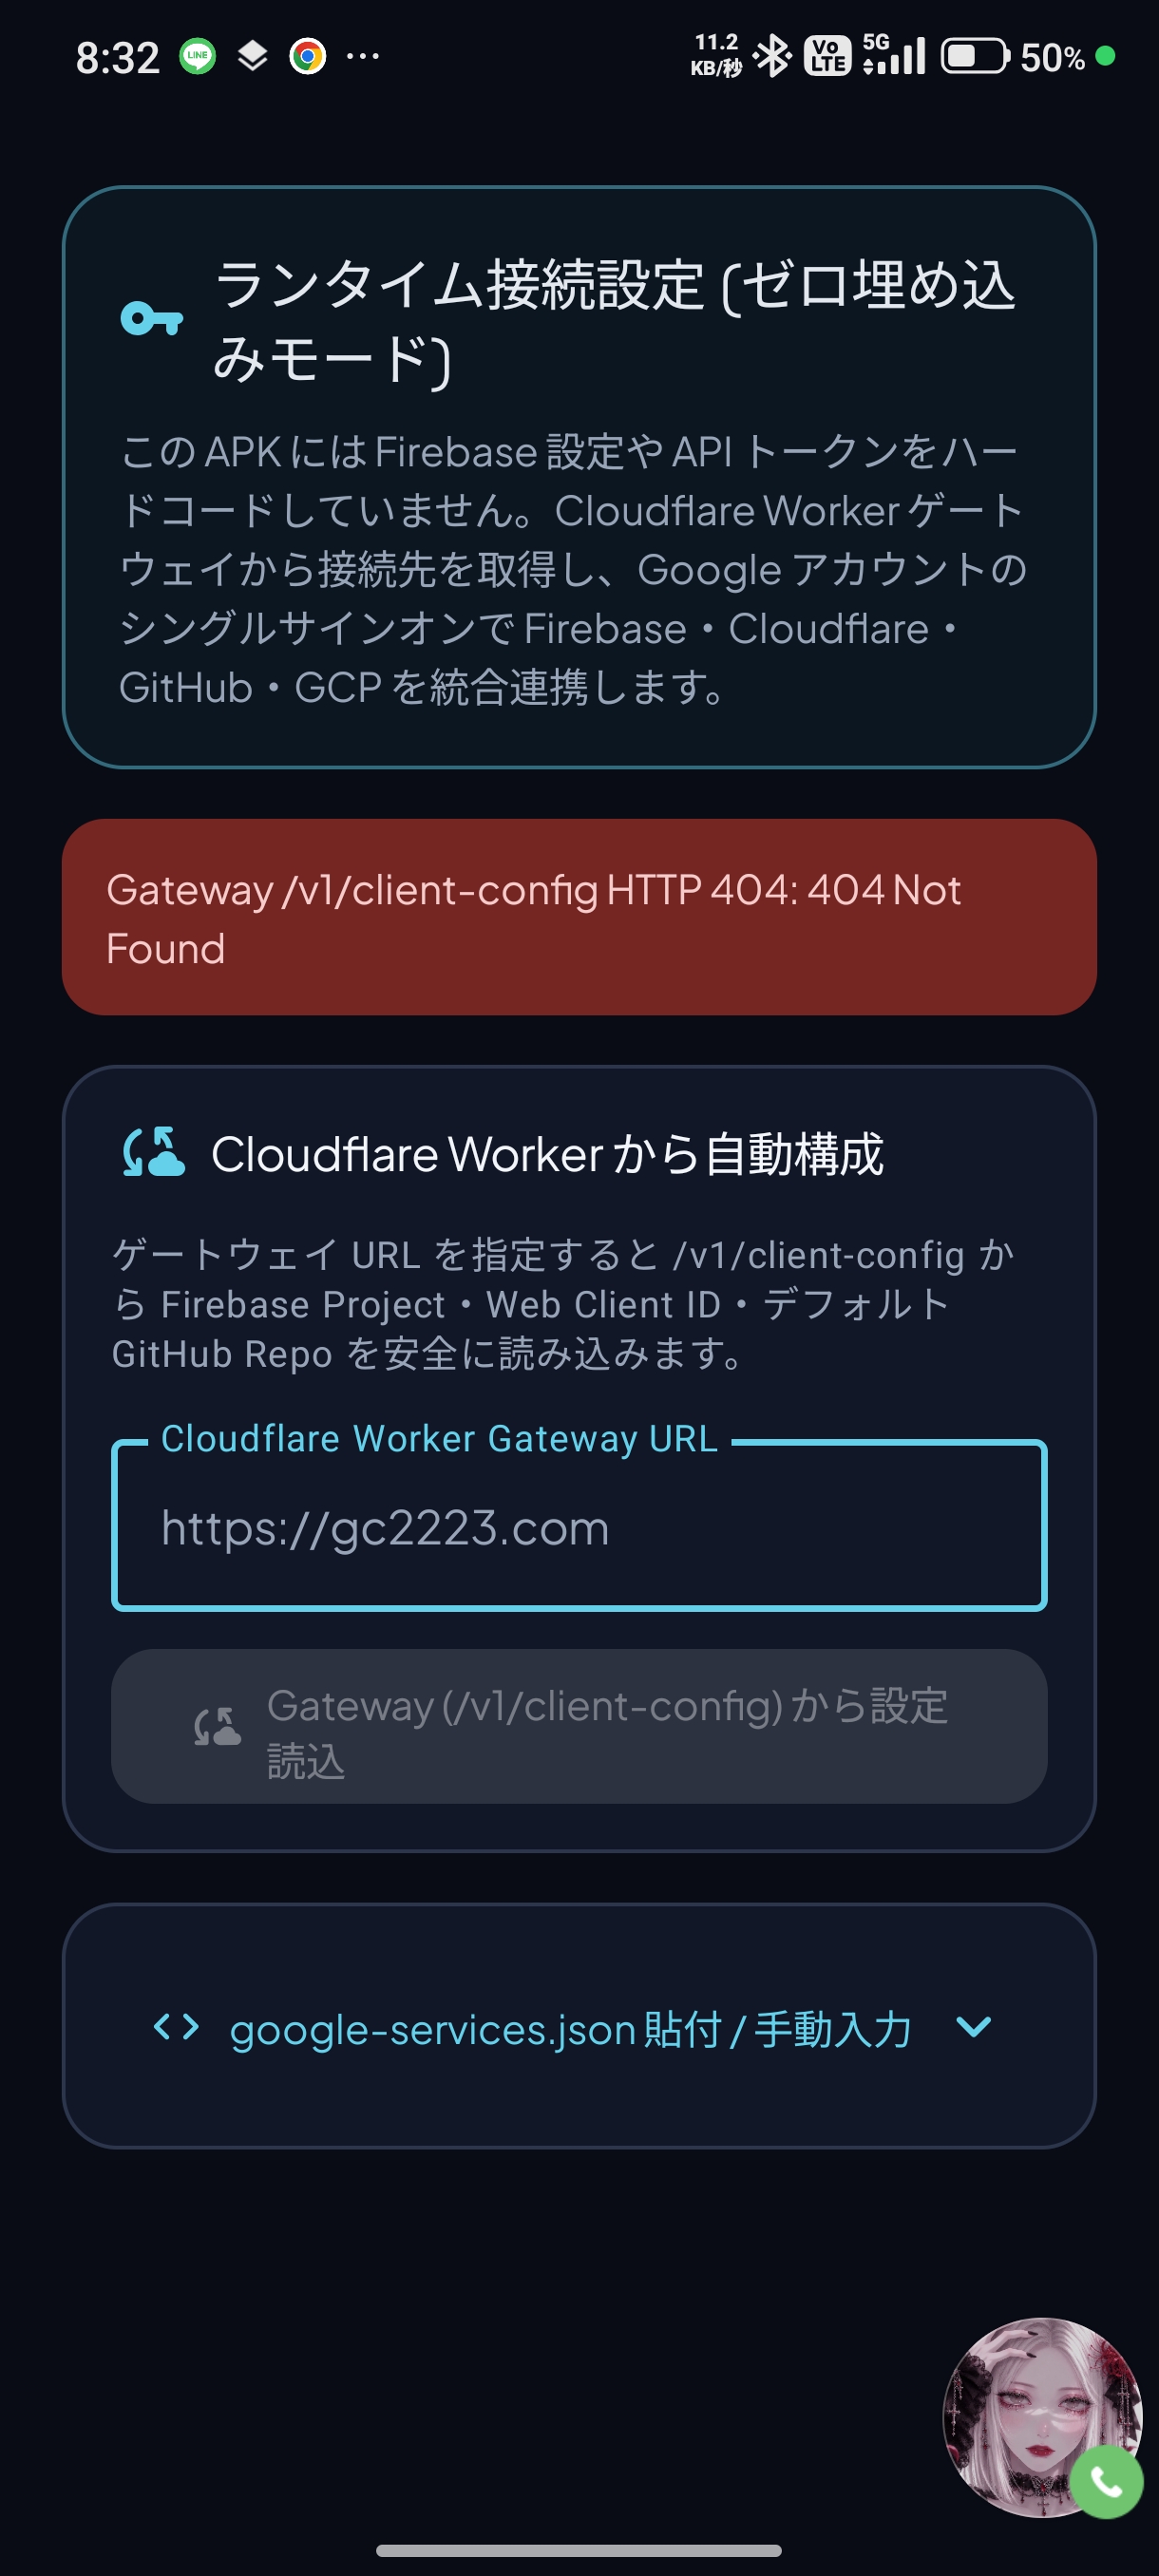 8:32 LINE ... 11.2 KB/秒 Vo LTE 5G 50%
ランタイム接続設定 (ゼロ埋め込
みモード)
この APK には Firebase 設定や API トークンをハー
ドコードしていません。Cloudflare Worker ゲート
ウェイから接続先を取得し、Google アカウントの
シングルサインオンで Firebase・Cloudflare・
GitHub・GCP を統合連携します。
Gateway /v1/client-config HTTP 404: 404 Not
Found
Cloudflare Worker から自動構成
ゲートウェイ URL を指定すると /v1/client-config か
ら Firebase Project・Web Client ID・デフォルト
GitHub Repo を安全に読み込みます。
Cloudflare Worker Gateway URL
https://gc2223.com
Gateway (/v1/client-config) から設定
読込
google-services.json 貼付 / 手動入力